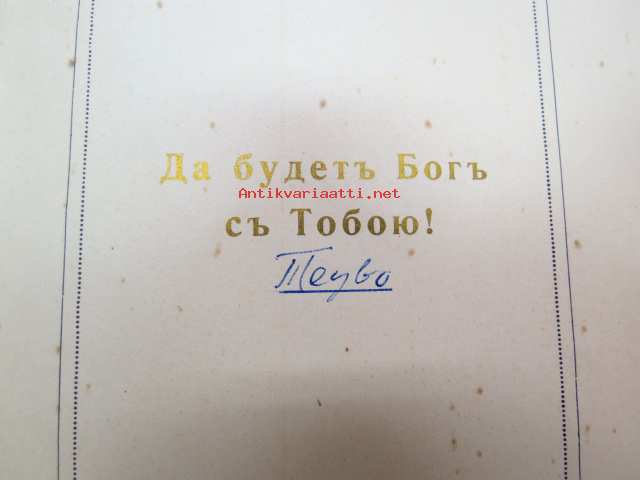 Да будетъ Богъ
Antikvariaatti.net
съ Тобою!
Теуво